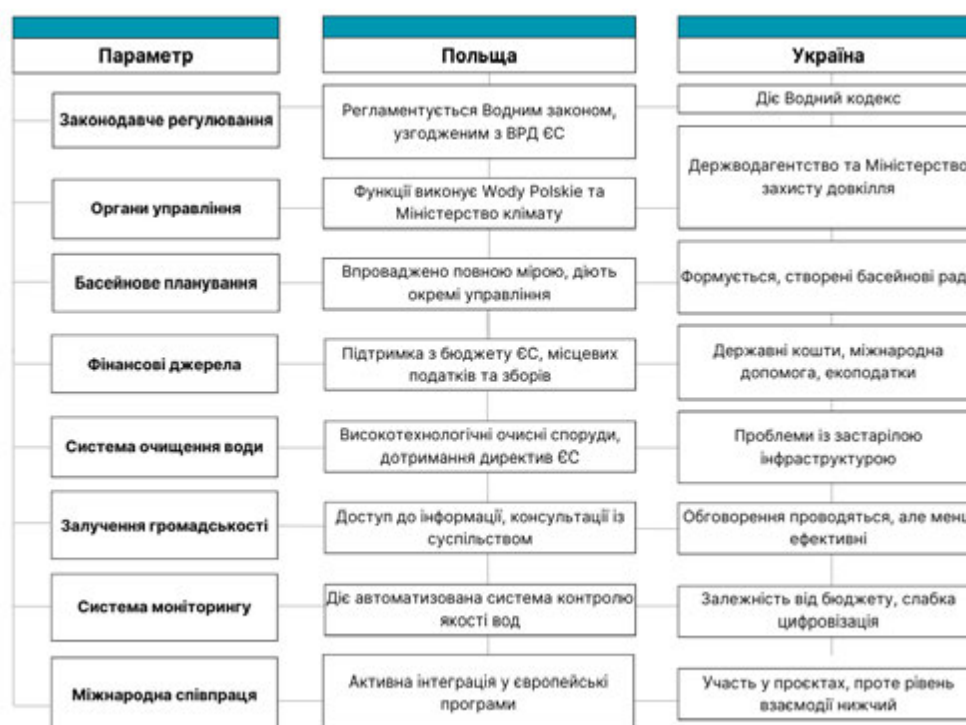 Параметр
Польща
Україна
Законодавче регулювання
Регламентується Водним законом,
узгодженим з ВРД ЄС
Діє Водний кодекс
Органи управління
Функції виконує Wody Polskie та
Міністерство клімату
Держводагентство та Міністерство
захисту довкілля
Басейнове планування
Впроваджено повною мірою, діють
окремі управління
Формується, створені басейнові рад
Фінансові джерела
Підтримка з бюджету ЄС, місцевих
податків та зборів
Державні кошти, міжнародна
допомога, екоподатки
Система очищення води
Високотехнологічні очисні споруди,
дотримання директив ЄС
Проблеми із застарілою
інфраструктурою
Залучення громадськості
Доступ до інформації, консультації із
суспільством
Обговорення проводяться, але менш
ефективні
Система моніторингу
Діє автоматизована система контролю
якості вод
Залежність від бюджету, слабка
цифровізація
Міжнародна співпраця
Активна інтеграція у європейські
програми
Участь у проєктах, проте рівень
взаємодії нижчий